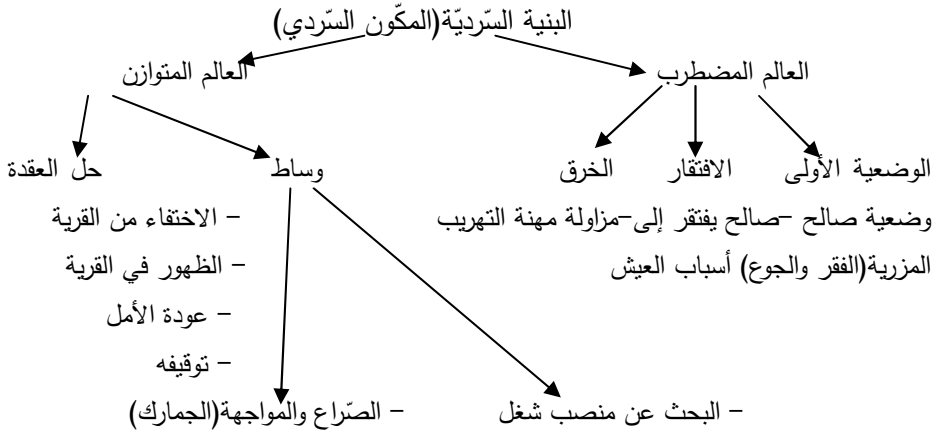 البنية السّرديّة(المكّون السّردي)
العالم المضطرب العالم المتوازن
الوضعية الأولى الافتقار الخرق وساط حل العقدة
وضعية صالح –صالح يفتقر إلى–مزاولة مهنة التهريب – الاختفاء من القرية
المزرية(الفقر والجوع) أسباب العيش – الظهور في القرية
– عودة الأمل
– توقيفه
– البحث عن منصب شغل – الصّراع والمواجهة(الجمارك)